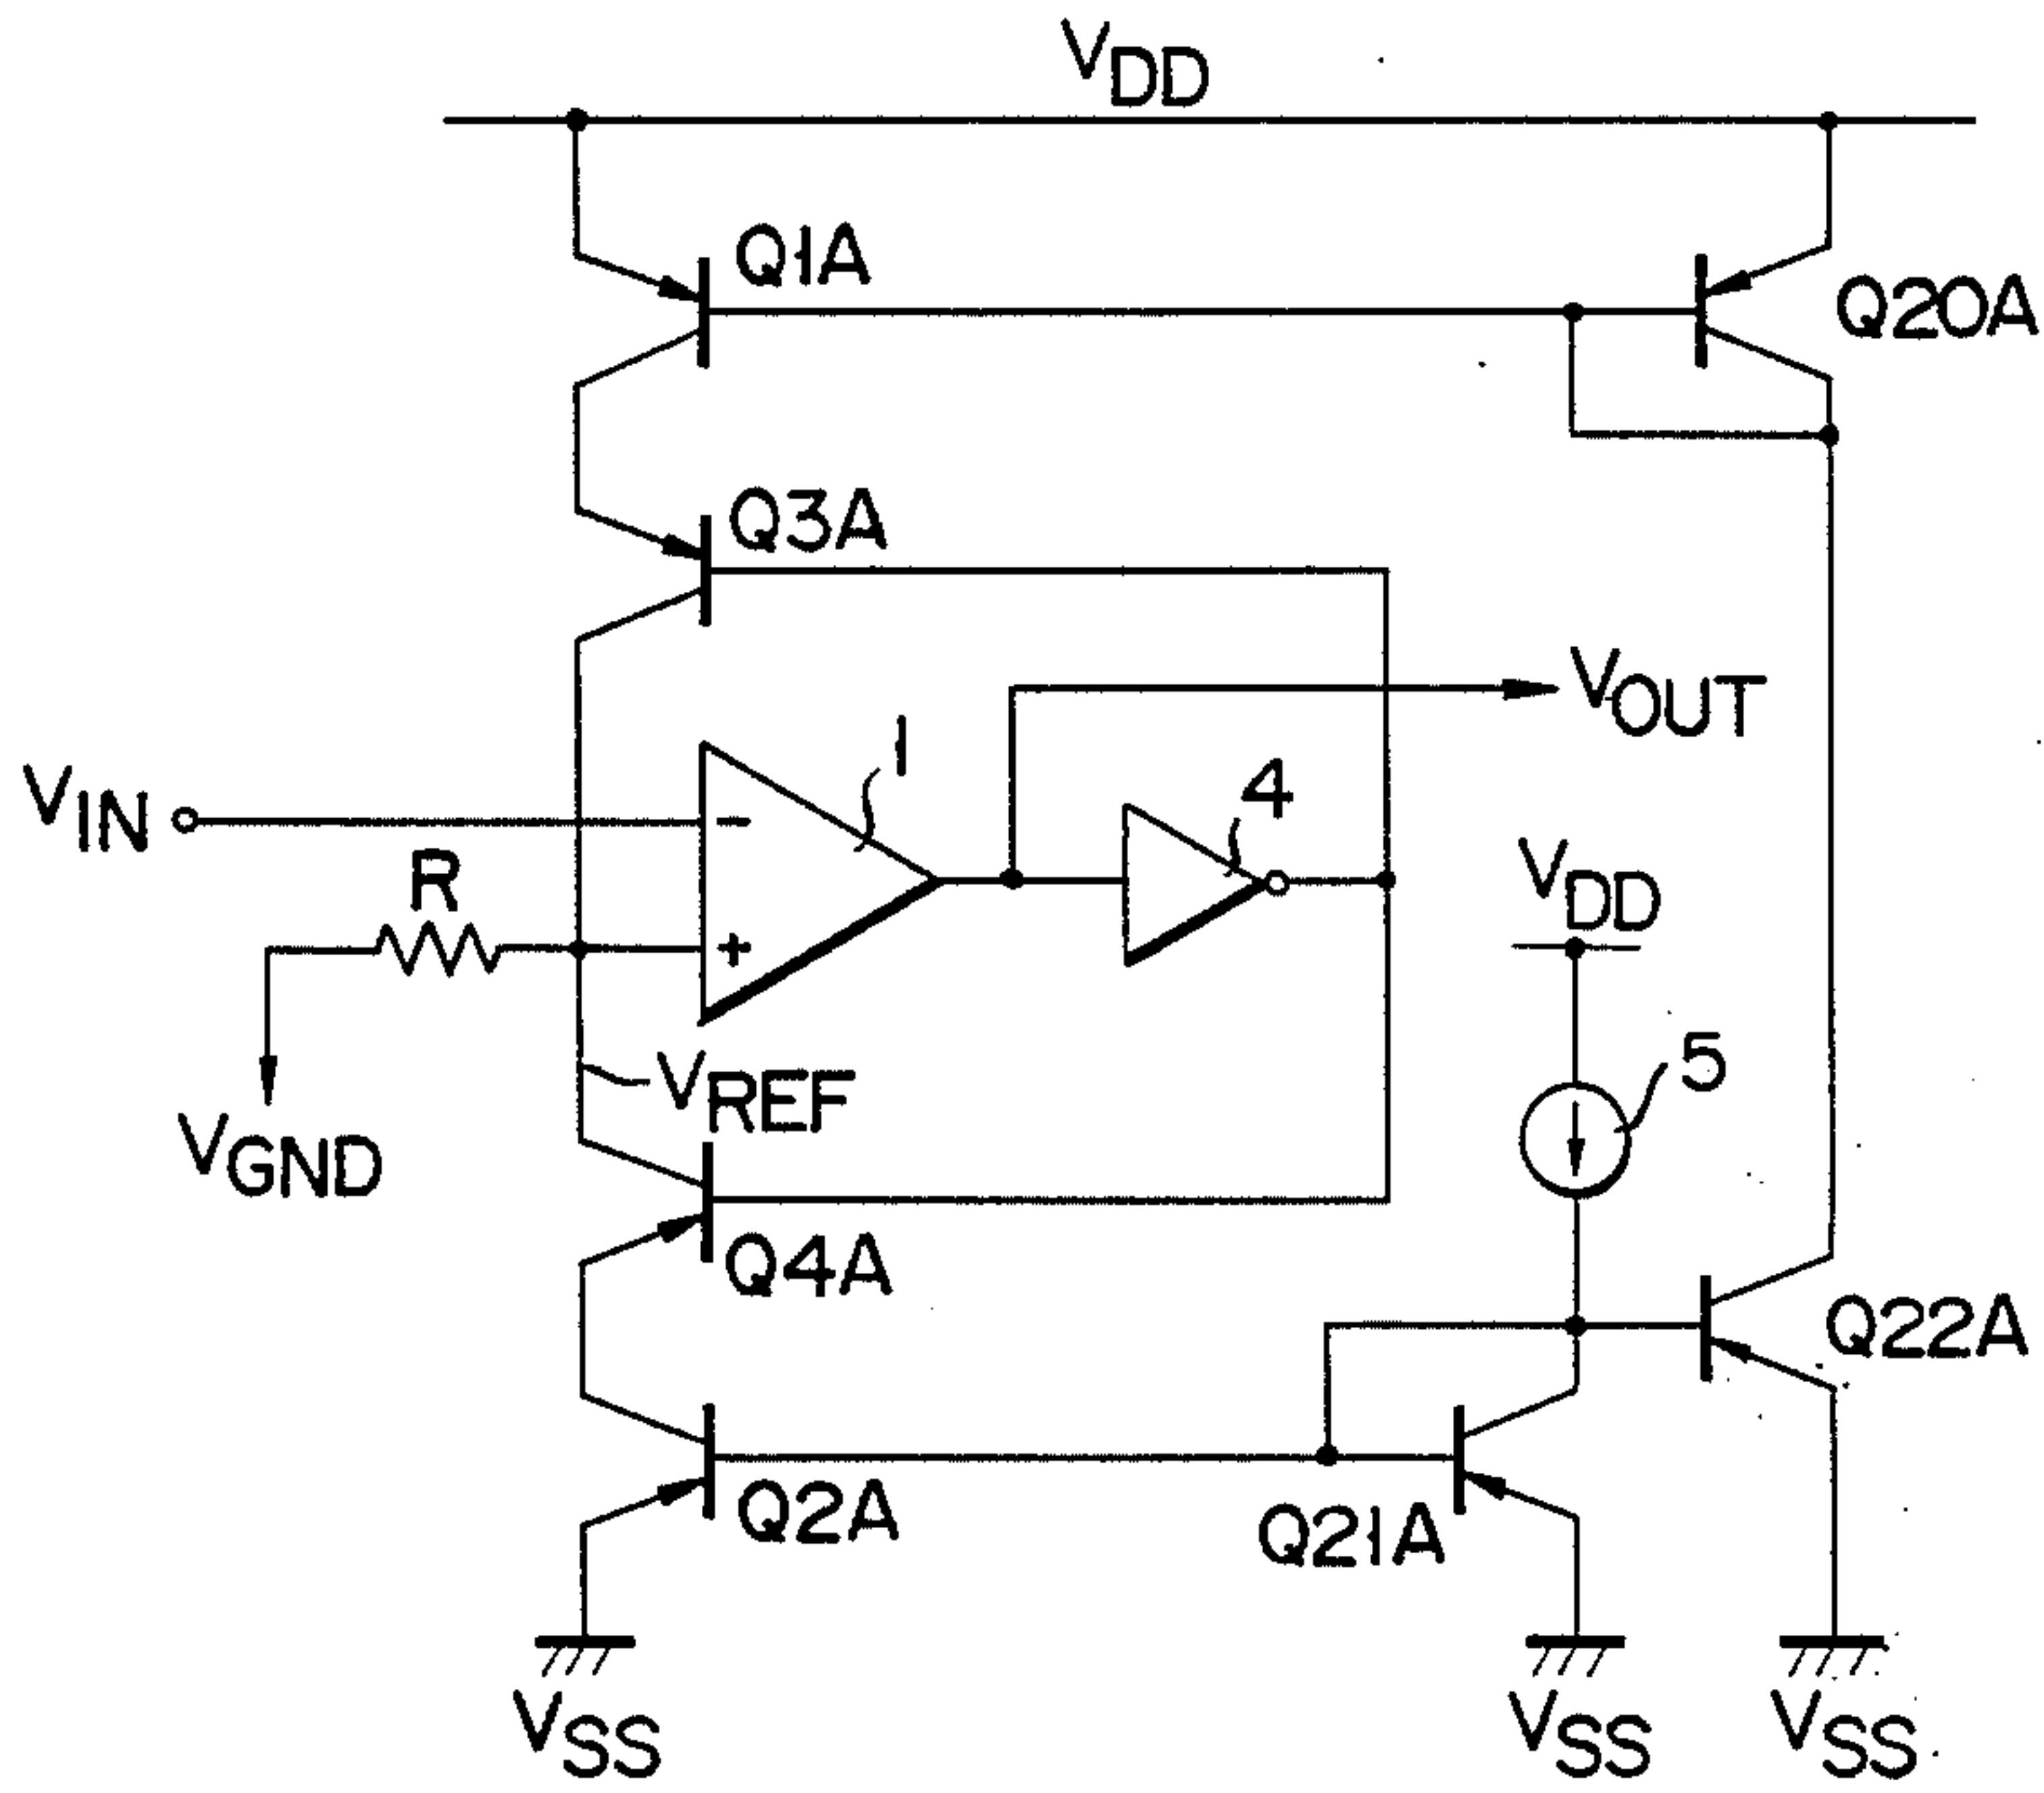 VDD
Q1A
Q20A
Q3A
VOUT
1
VIN
-
4
R
VDD
+
5
VREF
VGND
Q4A
Q22A
Q2A
Q21A
VSS
VSS
VSS